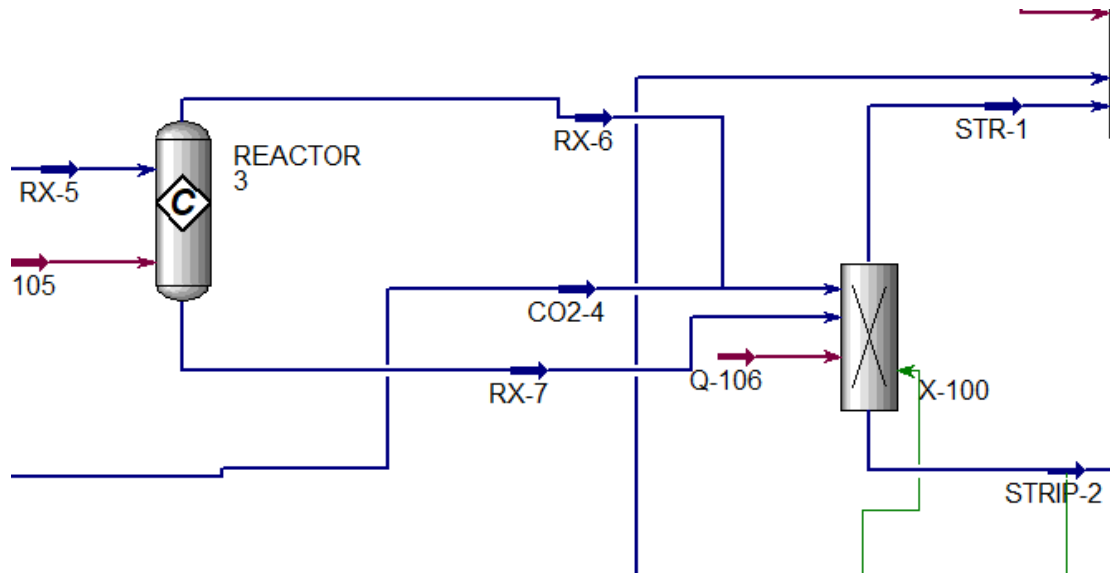 STR-1
RX-6
REACTOR
3
C
RX-5
105
CO2-4
RX-7
Q-106
X-100
STRIP-2